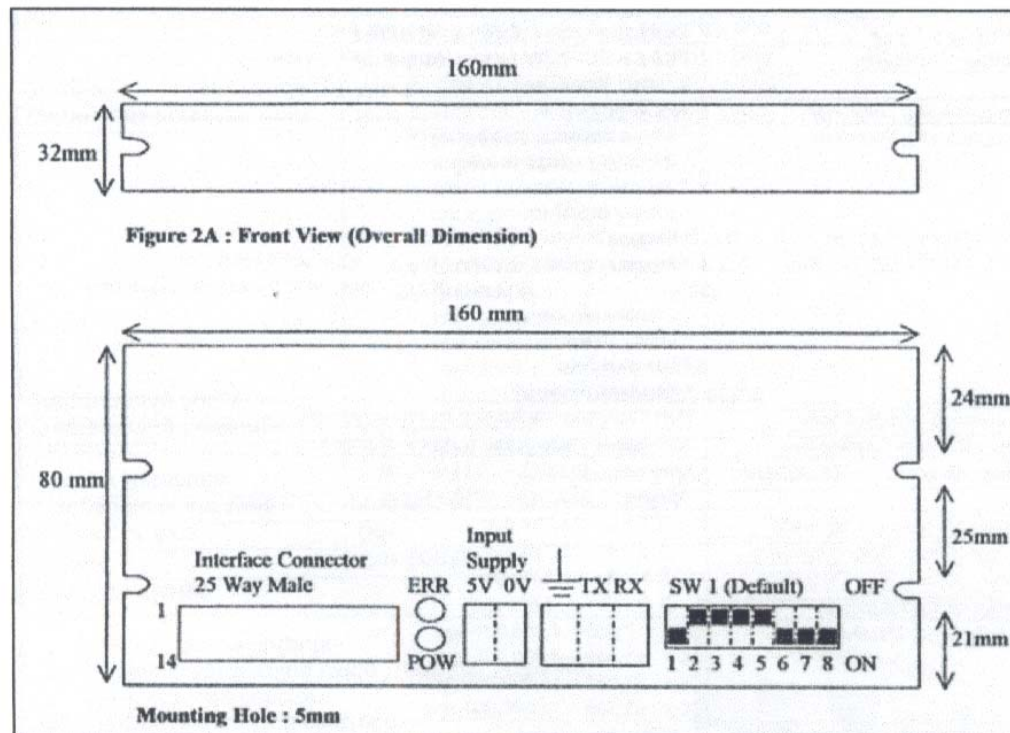 160mm
32mm
Figure 2A : Front View (Overall Dimension)
160 mm
24mm
80 mm
25mm
Interface Connector
25 Way Male
ERR
Input
Supply
5V 0V
TX RX
SW 1 (Default)
OFF
1
14
POW
1 2 3 4 5 6 7 8
ON
21mm
Mounting Hole : 5mm